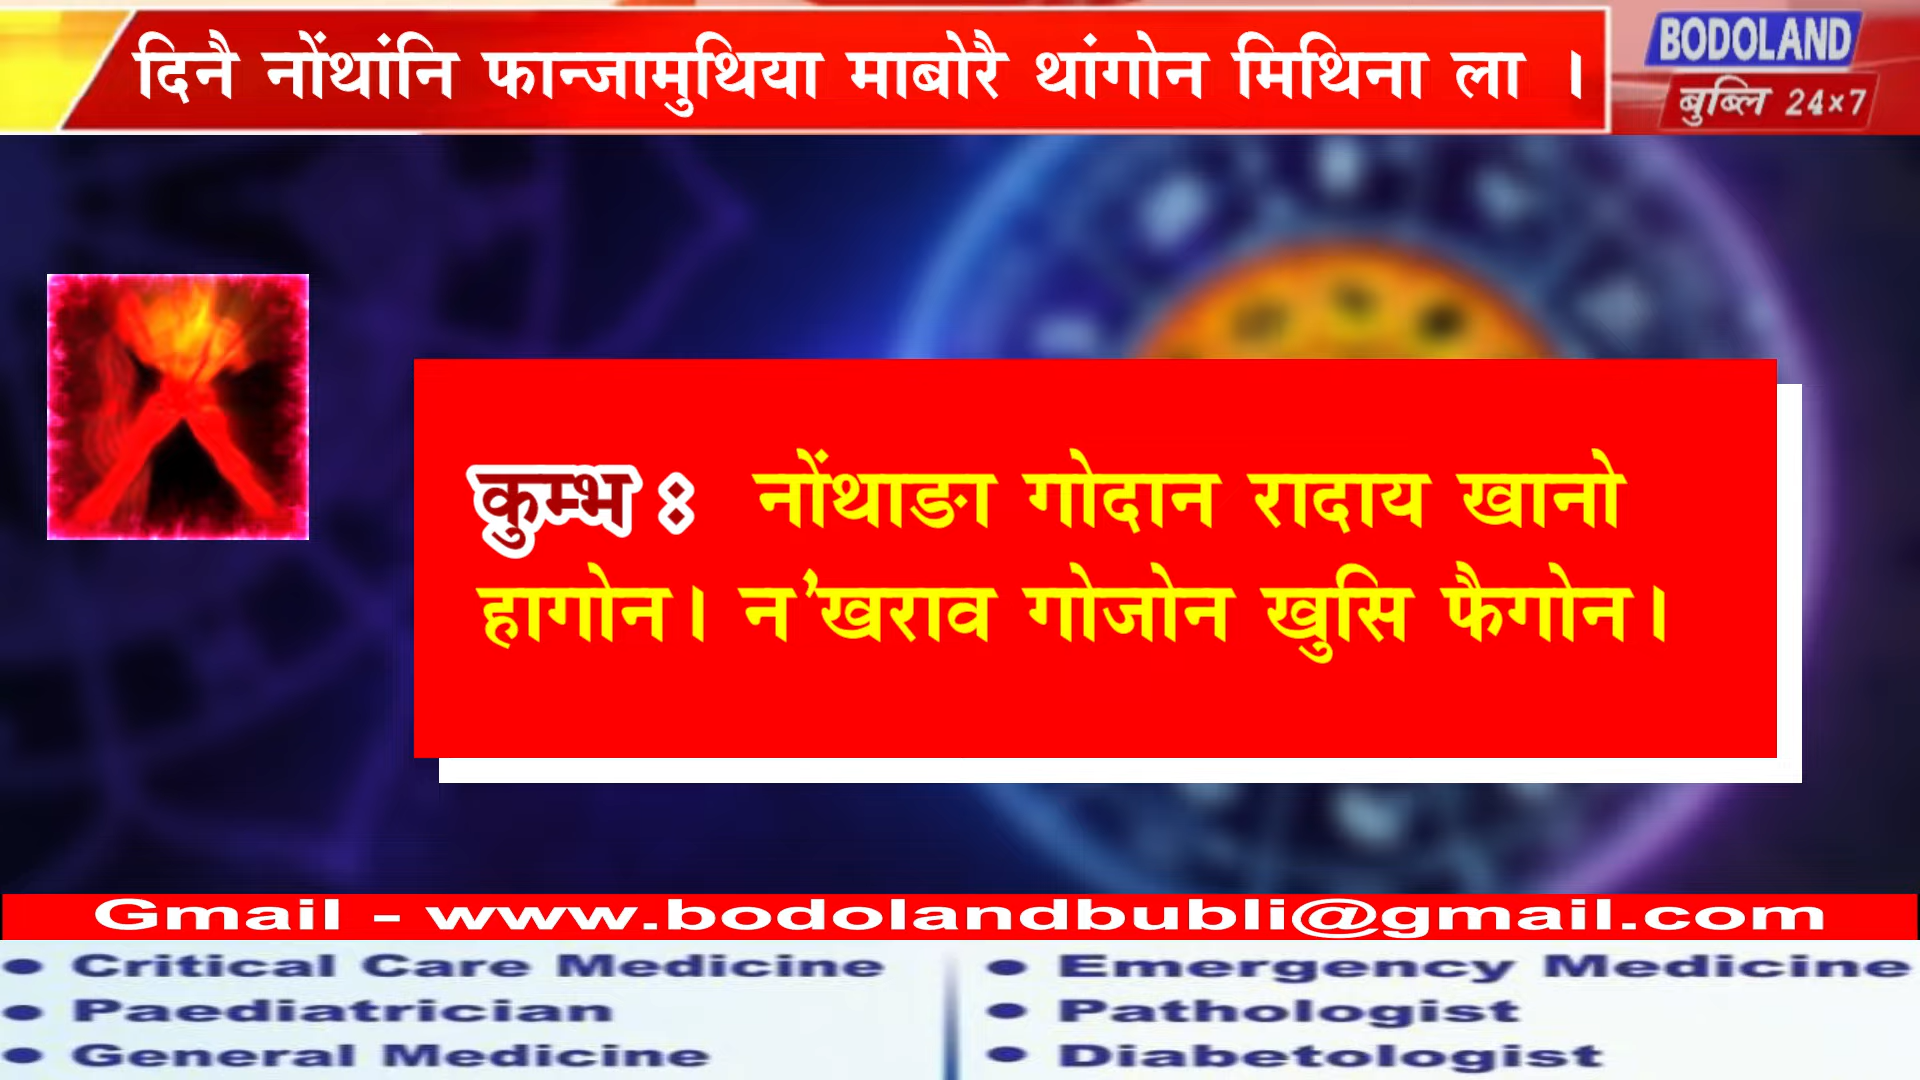 दिनै नोंथांनि फान्जामुथिया माबोरै थांगोन मिथिना ला ।
BODOLAND
बुब्लि 24×7
कुम्भ : नोंथाङा गोदान रादाय खानो
हागोन। न'खराव गोजोन खुसि फैगोन।
Gmail - www.bodolandbubli@gmail.com
• Critical Care Medicine
• Paediatrician
• General Medicine
• Emergency Medicine
• Pathologist
• Diabetologist